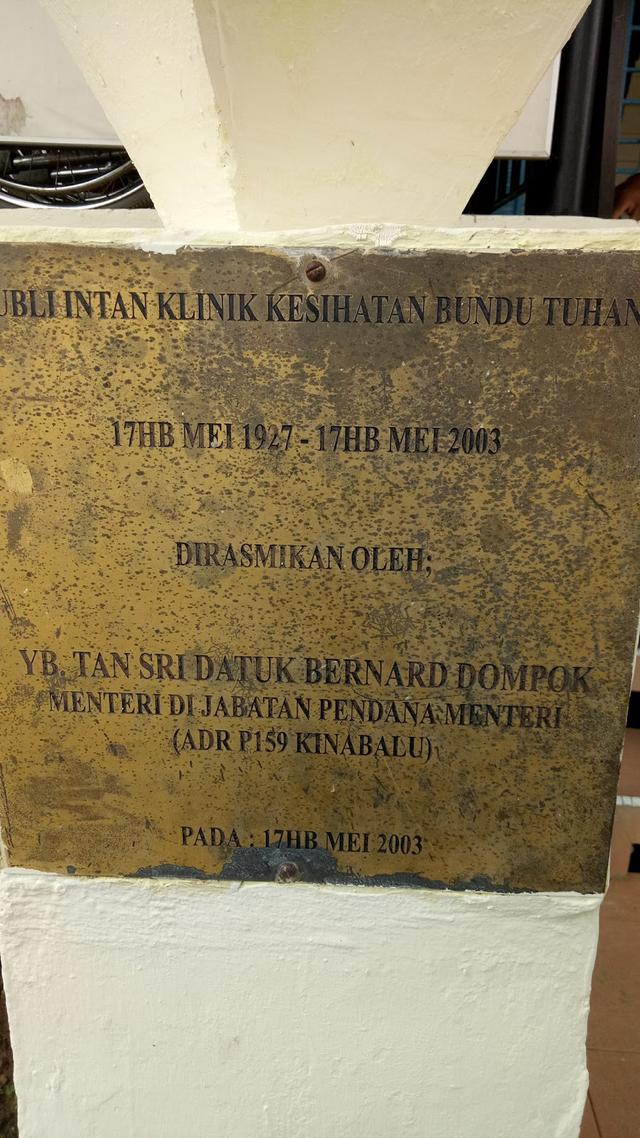 UBLI INTAN KLINIK KESIHATAN BUNDU TUHAN
17HB MEI 1927 - 17HB MEI 2003
DIRASMIKAN OLEH;
YB. TAN SRI DATUK BERNARD DOMPOK
MENTERI DI JABATAN PENDANA MENTERI
(ADR P159 KINABALU)
PADA : 17HB MEI 2003